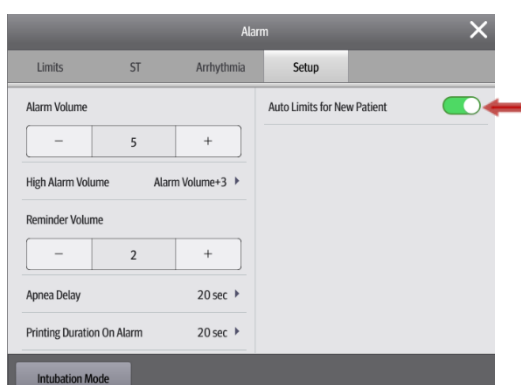 Alarm
Limits ST Arrhythmia Setup
Alarm Volume
− 5 +
High Alarm Volume Alarm Volume+3
Reminder Volume
− 2 +
Apnea Delay 20 sec
Printing Duration On Alarm 20 sec
Auto Limits for New Patient
Intubation Mode